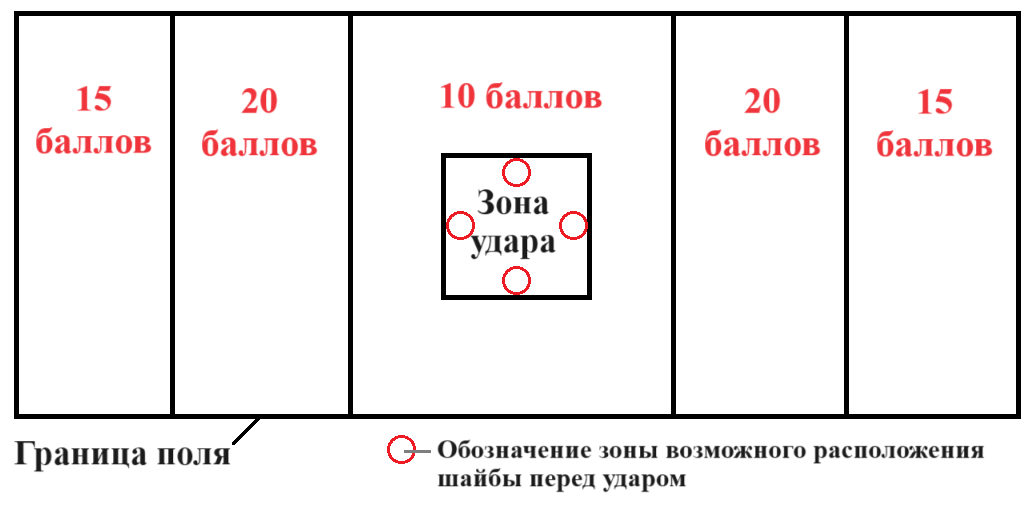 15
баллов
20
баллов
10 баллов
20
баллов
15
баллов
Зона
удара
Граница поля
Обозначение зоны возможного расположения
шайбы перед ударом